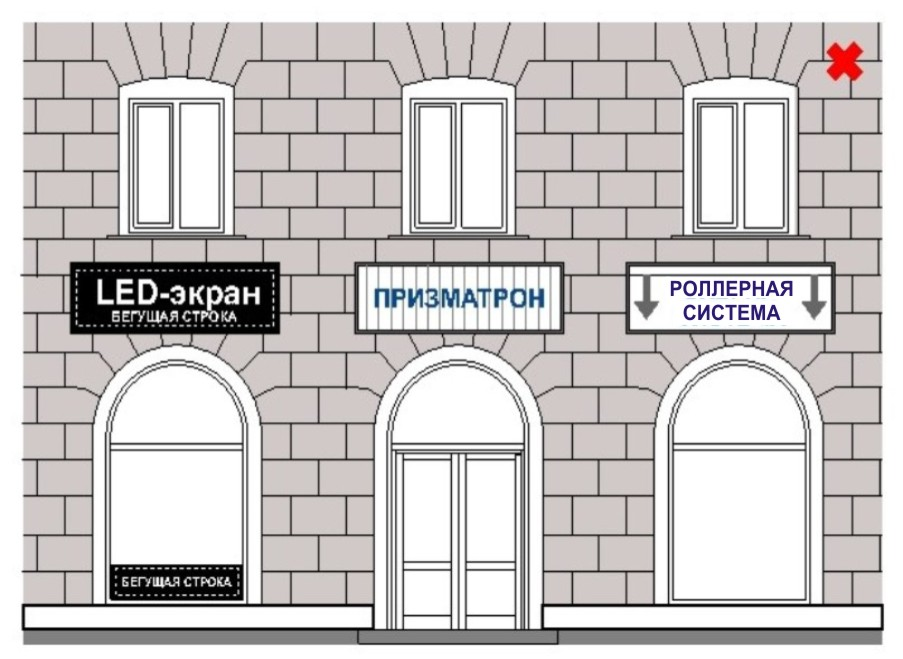 LED-экран
БЕГУЩАЯ СТРОКА
ПРИЗМАТРОН
РОЛЛЕРНАЯ
СИСТЕМА
БЕГУЩАЯ СТРОКА